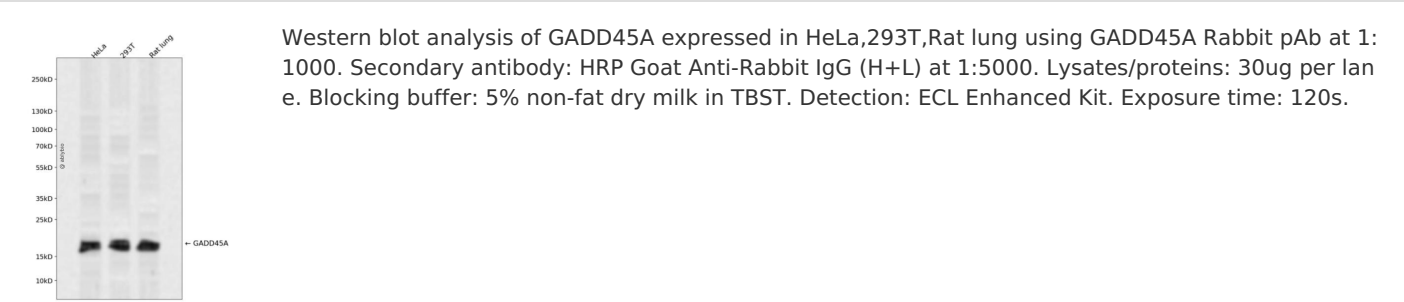 HeLa
293T
Rat lung
250kD
130kD
100kD
70kD
55kD
35kD
25kD
15kD
10kD
@ abybio
← GADD45A
Western blot analysis of GADD45A expressed in HeLa,293T,Rat lung using GADD45A Rabbit pAb at 1:
1000. Secondary antibody: HRP Goat Anti-Rabbit IgG (H+L) at 1:5000. Lysates/proteins: 30ug per lan
e. Blocking buffer: 5% non-fat dry milk in TBST. Detection: ECL Enhanced Kit. Exposure time: 120s.